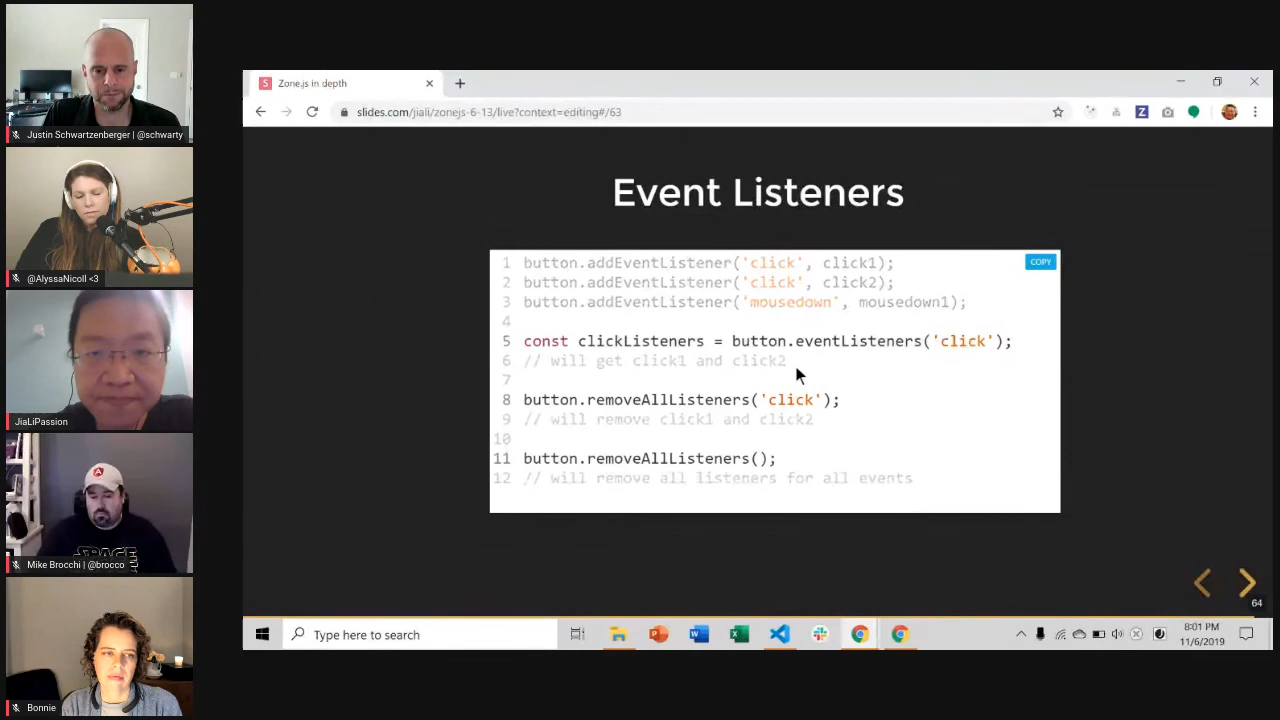 Justin Schwartzenberger | @schwarty
@AlyssaNicoll <3
JiaLiPassion
Mike Brocchi | @brocco
SPACE
Bonnie
Zone.js in depth
slides.com/jiali/zonejs-6-13/live?context=editing#/63
Event Listeners
COPY
1 button.addEventListener('click', click1);
2 button.addEventListener('click', click2);
3 button.addEventListener('mousedown', mousedown1);
4
5 const clickListeners = button.eventListeners('click');
6 // will get click1 and click2
7
8 button.removeAllListeners('click');
9 // will remove click1 and click2
10
11 button.removeAllListeners();
12 // will remove all listeners for all events
64
Type here to search
8:01 PM
11/6/2019